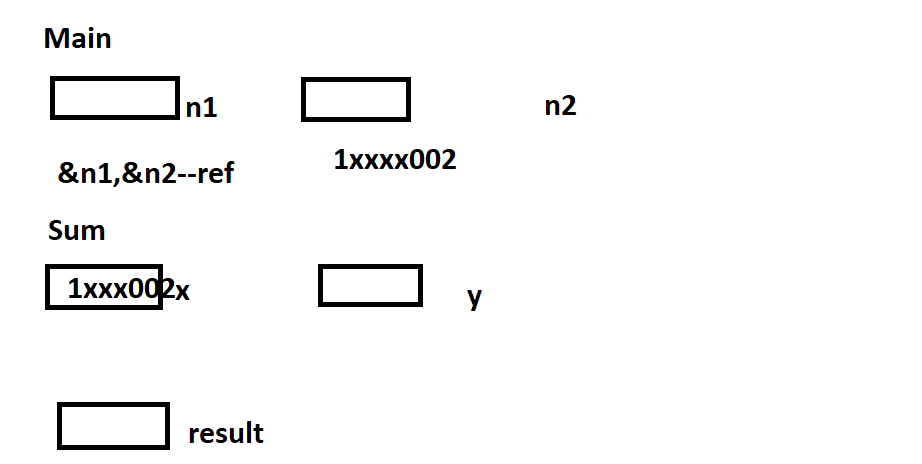 Main
n1 n2
&n1,&n2--ref 1xxxx002
Sum
1xxx002x y
result